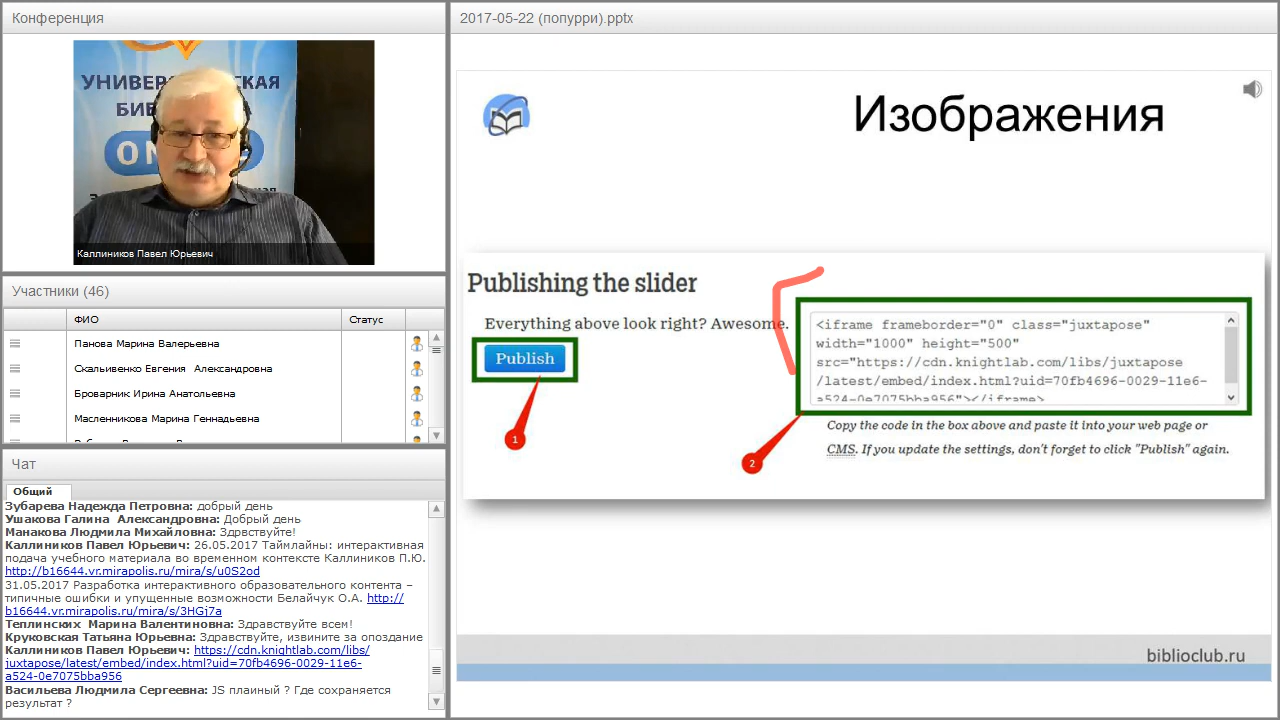 Конференция
УНИВЕР СКАЯ
БИБ А
ON
Каллиников Павел Юрьевич
Участники (46)
ФИО Статус
Панова Марина Валерьевна
Скальивенко Евгения Александровна
Броварник Ирина Анатольевна
Масленникова Марина Геннадьевна
Чат
Общий
Зубарева Надежда Петровна: добрый день
Ушакова Галина Александровна: Добрый день
Манакова Людмила Михайловна: Здрвствуйте!
Каллиников Павел Юрьевич: 26.05.2017 Таймлайны: интерактивная
подача учебного материала во временном контексте Каллиников П.Ю.
http://b16644.vr.mirapolis.ru/mira/s/u0S2od
31.05.2017 Разработка интерактивного образовательного контента –
типичные ошибки и упущенные возможности Белайчук О.А. http://
b16644.vr.mirapolis.ru/mira/s/3HGj7a
Теплинских Марина Валентиновна: Здравствуйте всем!
Круковская Татьяна Юрьевна: Здравствуйте, извините за опоздание
Каллиников Павел Юрьевич: https://cdn.knightlab.com/libs/
juxtapose/latest/embed/index.html?uid=70fb4696-0029-11e6-
a524-0e7075bba956
Васильева Людмила Сергеевна: JS плаиный ? Где сохраняется
результат ?
2017-05-22 (попурри).pptx
Изображения
Publishing the slider
Everything above look right? Awesome.
Publish
1
<iframe frameborder="0" class="juxtapose"
width="1000" height="500"
src="https://cdn.knightlab.com/libs/juxtapose
/latest/embed/index.html?uid=70fb4696-0029-11e6-
a524-0e7075bba956"></iframe>
2
Copy the code in the box above and paste it into your web page or
CMS. If you update the settings, don't forget to click "Publish" again.
biblioclub.ru